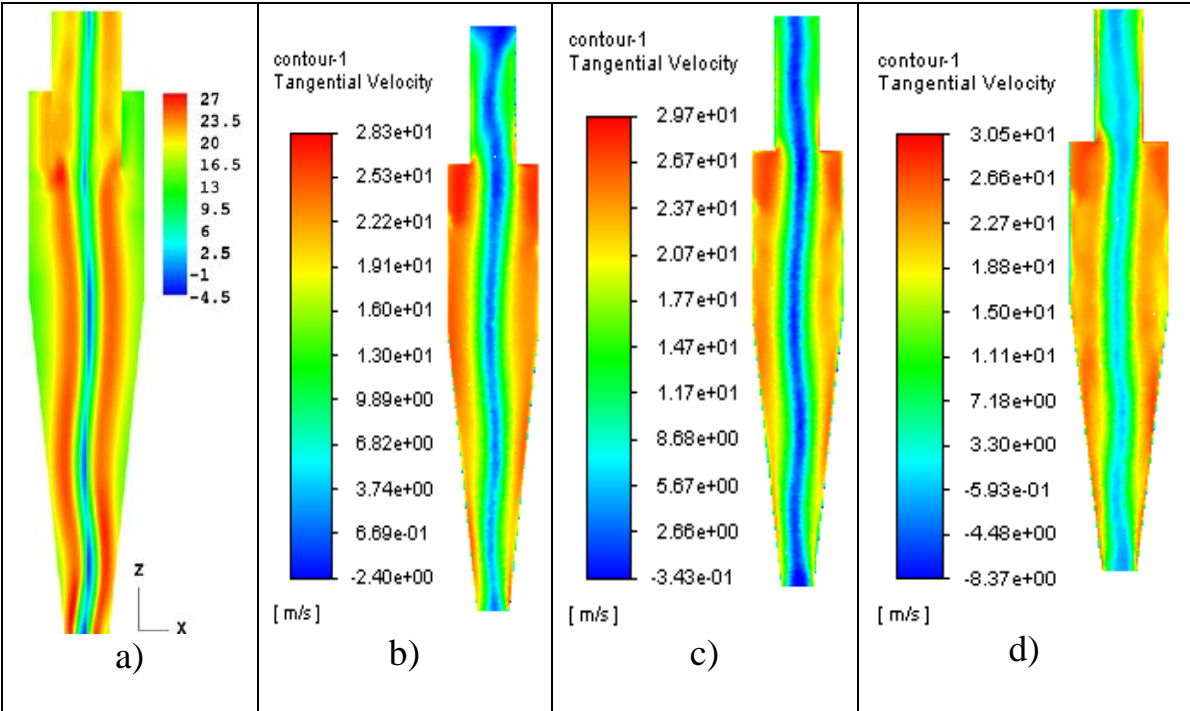 27
23.5
20
16.5
13
9.5
6
2.5
-1
-4.5
z
x
a)
contour-1
Tangential Velocity
2.83e+01
2.53e+01
2.22e+01
1.91e+01
1.60e+01
1.30e+01
9.89e+00
6.82e+00
3.74e+00
6.69e-01
-2.40e+00
[ m/s ]
b)
contour-1
Tangential Velocity
2.97e+01
2.67e+01
2.37e+01
2.07e+01
1.77e+01
1.47e+01
1.17e+01
8.68e+00
5.67e+00
2.66e+00
-3.43e-01
[ m/s ]
c)
contour-1
Tangential Velocity
3.05e+01
2.66e+01
2.27e+01
1.88e+01
1.50e+01
1.11e+01
7.18e+00
3.30e+00
-5.93e-01
-4.48e+00
-8.37e+00
[ m/s ]
d)